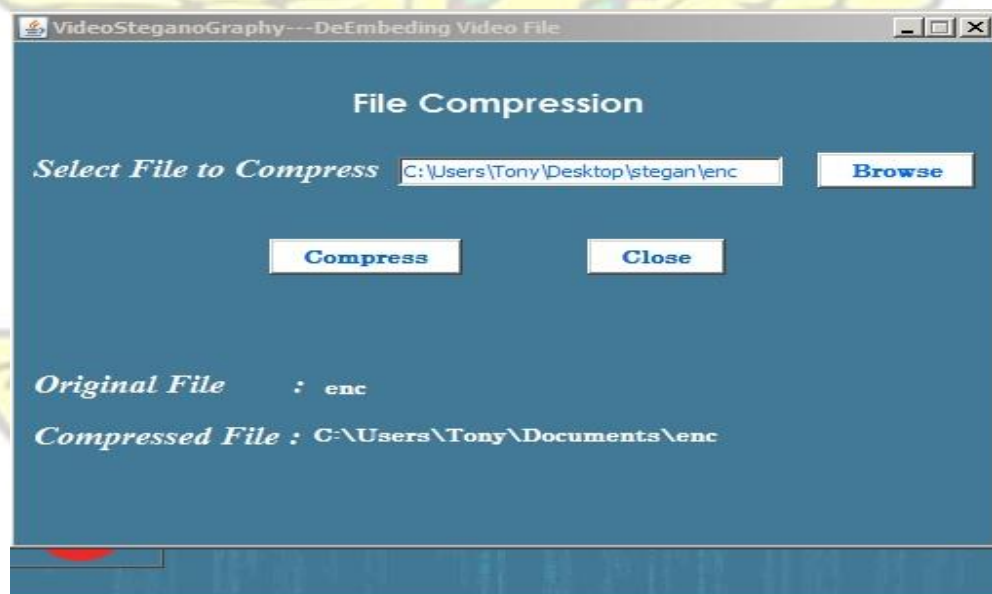 VideoSteganoGraphy---DeEmbeding Video File
File Compression
Select File to Compress C:\Users\Tony\Desktop\stegan\enc Browse
Compress Close
Original File : enc
Compressed File : C:\Users\Tony\Documents\enc